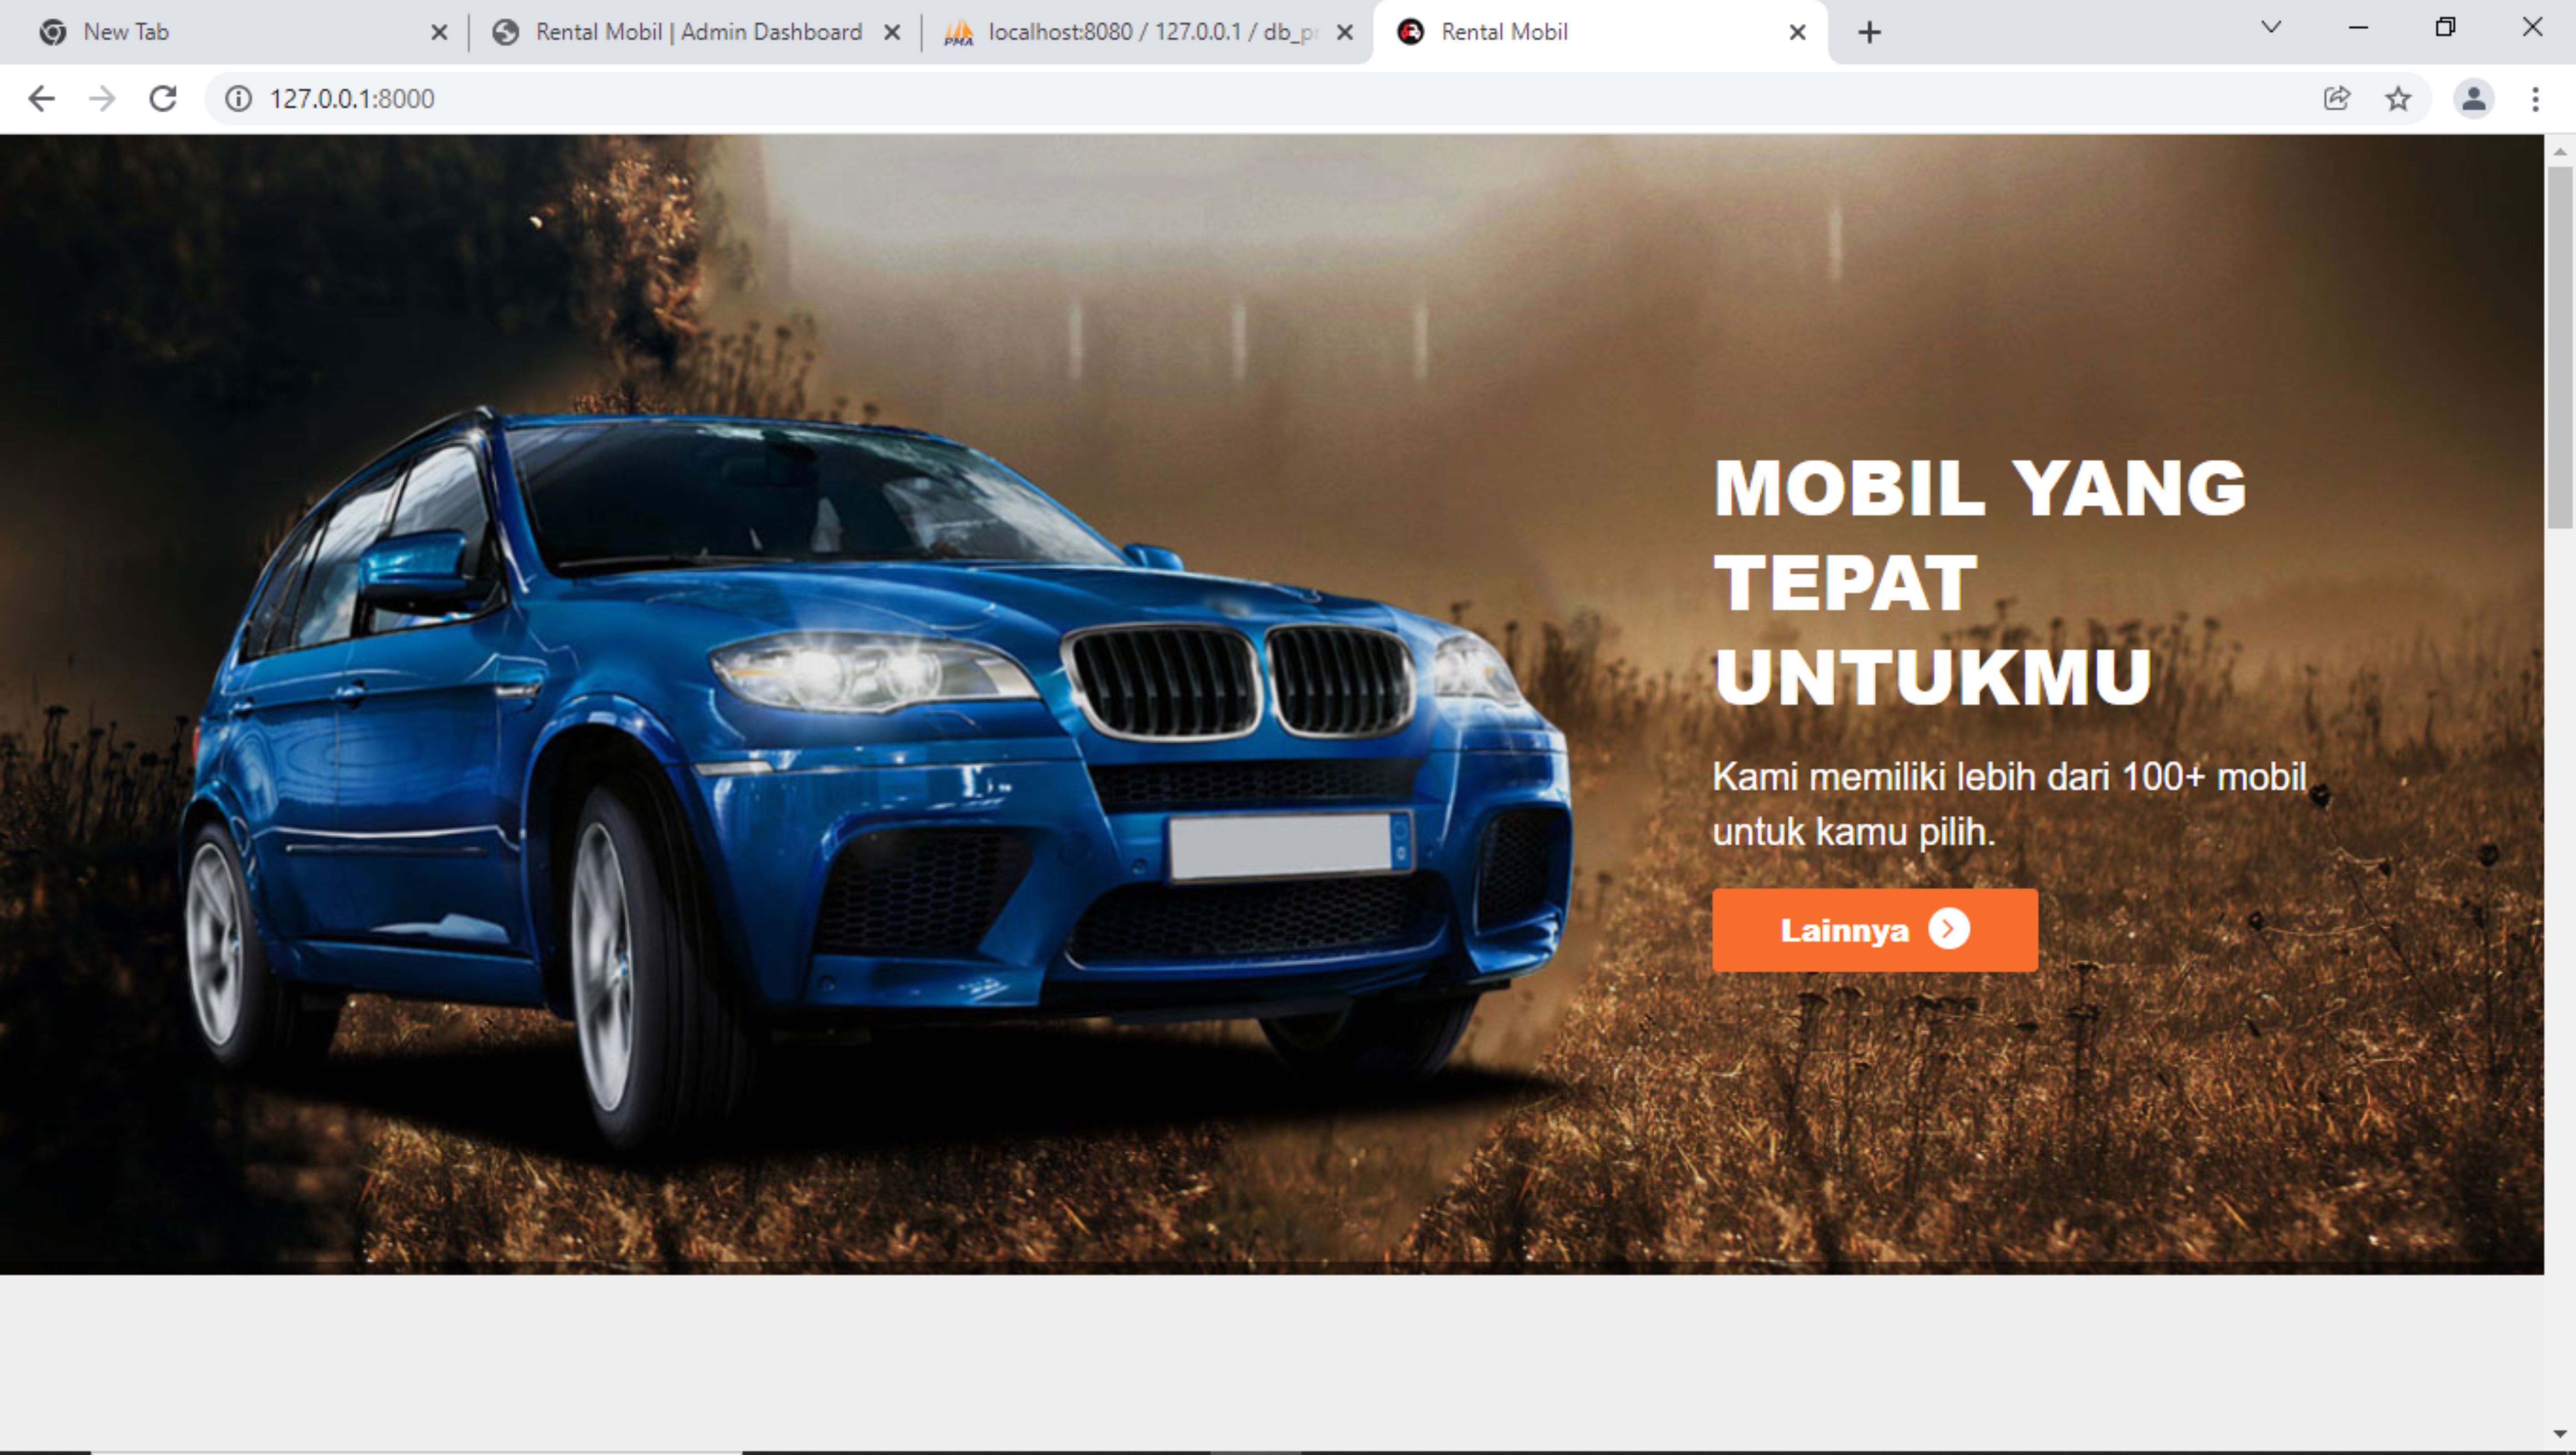 New Tab
Rental Mobil | Admin Dashboard
localhost:8080 / 127.0.0.1 / db_pr
Rental Mobil
127.0.0.1:8000
MOBIL YANG
TEPAT
UNTUKMU
Kami memiliki lebih dari 100+ mobil
untuk kamu pilih.
Lainnya